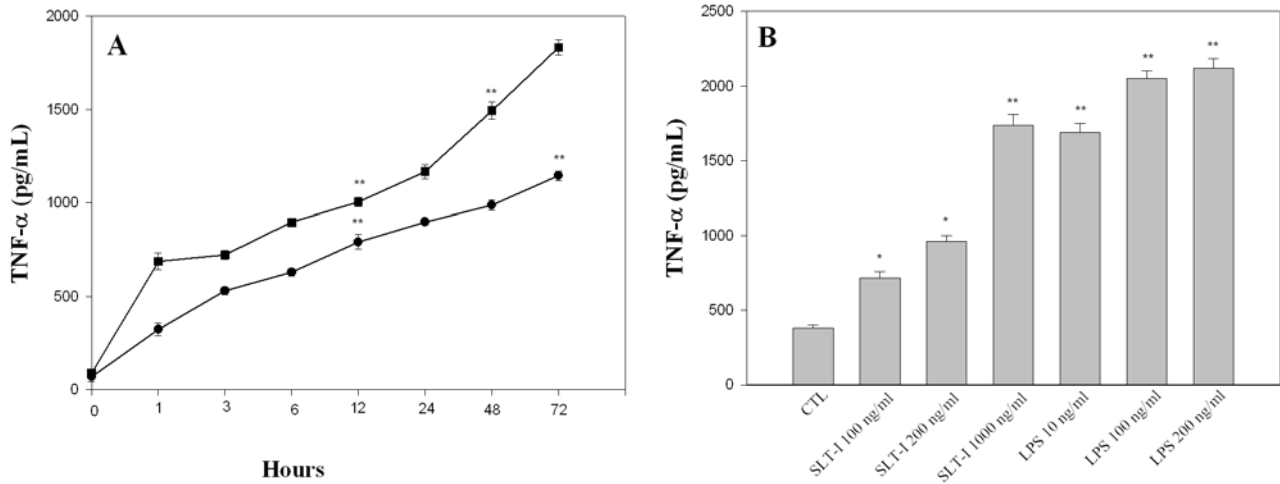 A
TNF-α (pg/mL)
2000
1500
1000
500
0
**
**
**
**
0 1 3 6 12 24 48 72
Hours
B
TNF-α (pg/mL)
2500
2000
1500
1000
500
0
*
*
**
**
**
**
CTL
SLT-1 100 ng/ml
SLT-1 200 ng/ml
SLT-1 1000 ng/ml
LPS 10 ng/ml
LPS 100 ng/ml
LPS 200 ng/ml